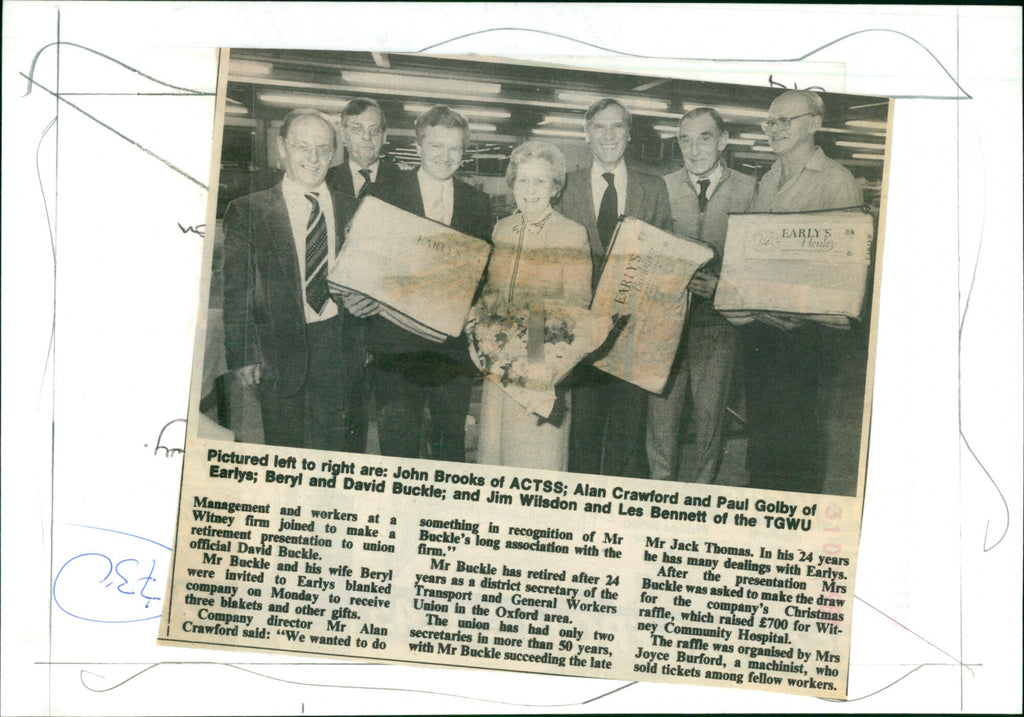 EARLY'S
EARLY'S
EARLY'S
Henley
Pictured left to right are: John Brooks of ACTSS; Alan Crawford and Paul Golby of
Earlys; Beryl and David Buckle; and Jim Wilsdon and Les Bennett of the TGWU
Management and workers at a
Witney firm joined to make a
retirement presentation to union
official David Buckle.
Mr Buckle and his wife Beryl
were invited to Earlys blanked
company on Monday to receive
three blakets and other gifts.
Company director Mr Alan
Crawford said: "We wanted to do
something in recognition of Mr
Buckle's long association with the
firm."
Mr Buckle has retired after 24
years as a district secretary of the
Transport and General Workers
Union in the Oxford area.
The union has had only two
secretaries in more than 50 years,
with Mr Buckle succeeding the late
Mr Jack Thomas. In his 24 years
he has many dealings with Earlys.
After the presentation Mrs
Buckle was asked to make the draw
for the company's Christmas
raffle, which raised £700 for Wit-
ney Community Hospital.
The raffle was organised by Mrs
Joyce Burford, a machinist, who
sold tickets among fellow workers.